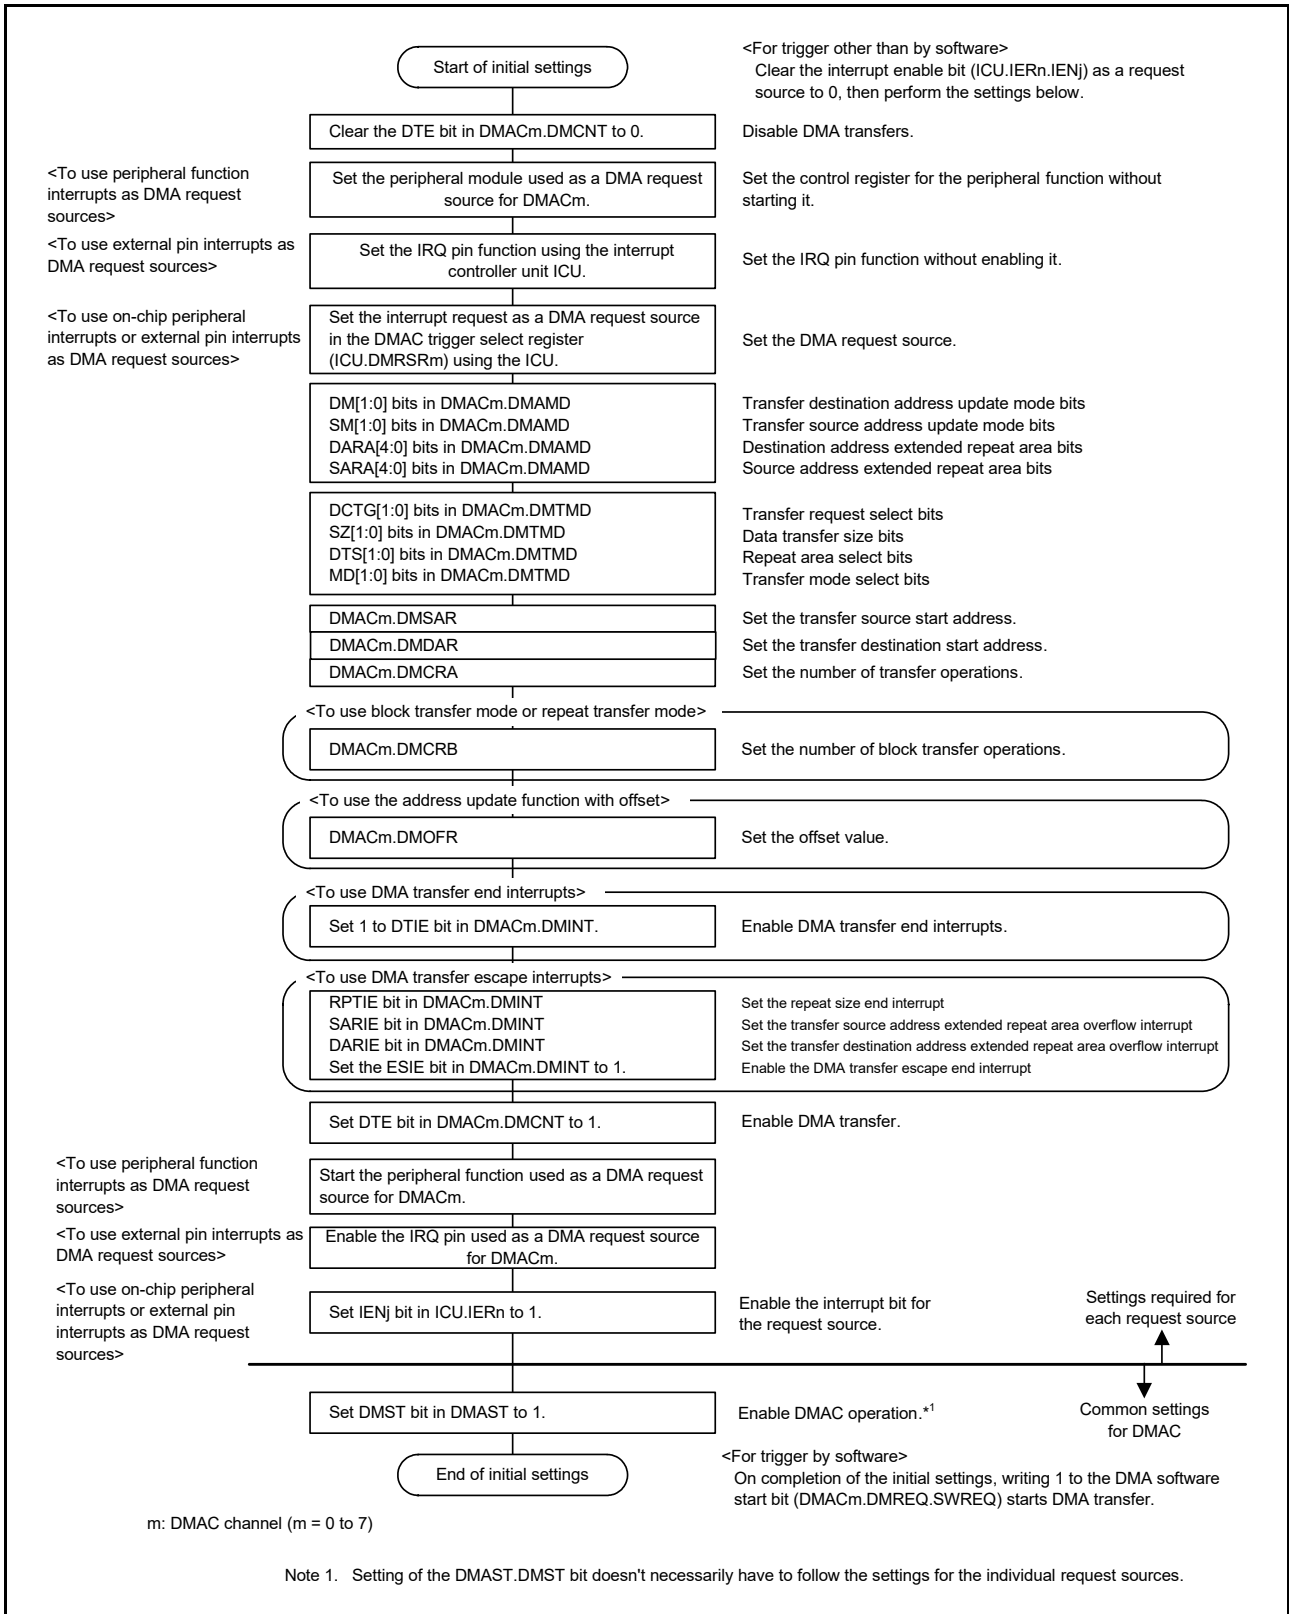 Start of initial settings
<For trigger other than by software>
Clear the interrupt enable bit (ICU.IERn.IENj) as a request
source to 0, then perform the settings below.
Clear the DTE bit in DMACm.DMCNT to 0.
Disable DMA transfers.
<To use peripheral function
interrupts as DMA request
sources>
Set the peripheral module used as a DMA request
source for DMACm.
Set the control register for the peripheral function without
starting it.
<To use external pin interrupts as
DMA request sources>
Set the IRQ pin function using the interrupt
controller unit ICU.
Set the IRQ pin function without enabling it.
<To use on-chip peripheral
interrupts or external pin interrupts
as DMA request sources>
Set the interrupt request as a DMA request source
in the DMAC trigger select register
(ICU.DMRSRm) using the ICU.
Set the DMA request source.
DM[1:0] bits in DMACm.DMAMD
SM[1:0] bits in DMACm.DMAMD
DARA[4:0] bits in DMACm.DMAMD
SARA[4:0] bits in DMACm.DMAMD
Transfer destination address update mode bits
Transfer source address update mode bits
Destination address extended repeat area bits
Source address extended repeat area bits
DCTG[1:0] bits in DMACm.DMTMD
SZ[1:0] bits in DMACm.DMTMD
DTS[1:0] bits in DMACm.DMTMD
MD[1:0] bits in DMACm.DMTMD
Transfer request select bits
Data transfer size bits
Repeat area select bits
Transfer mode select bits
DMACm.DMSAR
Set the transfer source start address.
DMACm.DMDAR
Set the transfer destination start address.
DMACm.DMCRA
Set the number of transfer operations.
<To use block transfer mode or repeat transfer mode>
DMACm.DMCRB
Set the number of block transfer operations.
<To use the address update function with offset>
DMACm.DMOFR
Set the offset value.
<To use DMA transfer end interrupts>
Set 1 to DTIE bit in DMACm.DMINT.
Enable DMA transfer end interrupts.
<To use DMA transfer escape interrupts>
RPTIE bit in DMACm.DMINT
SARIE bit in DMACm.DMINT
DARIE bit in DMACm.DMINT
Set the ESIE bit in DMACm.DMINT to 1.
Set the repeat size end interrupt
Set the transfer source address extended repeat area overflow interrupt
Set the transfer destination address extended repeat area overflow interrupt
Enable the DMA transfer escape end interrupt
Set DTE bit in DMACm.DMCNT to 1.
Enable DMA transfer.
<To use peripheral function
interrupts as DMA request
sources>
Start the peripheral function used as a DMA request
source for DMACm.
<To use external pin interrupts as
DMA request sources>
Enable the IRQ pin used as a DMA request source
for DMACm.
<To use on-chip peripheral
interrupts or external pin
interrupts as DMA request
sources>
Set IENj bit in ICU.IERn to 1.
Enable the interrupt bit for
the request source.
Settings required for
each request source
Set DMST bit in DMAST to 1.
Enable DMAC operation.*1
Common settings
for DMAC
End of initial settings
<For trigger by software>
On completion of the initial settings, writing 1 to the DMA software
start bit (DMACm.DMREQ.SWREQ) starts DMA transfer.
m: DMAC channel (m = 0 to 7)
Note 1. Setting of the DMAST.DMST bit doesn't necessarily have to follow the settings for the individual request sources.